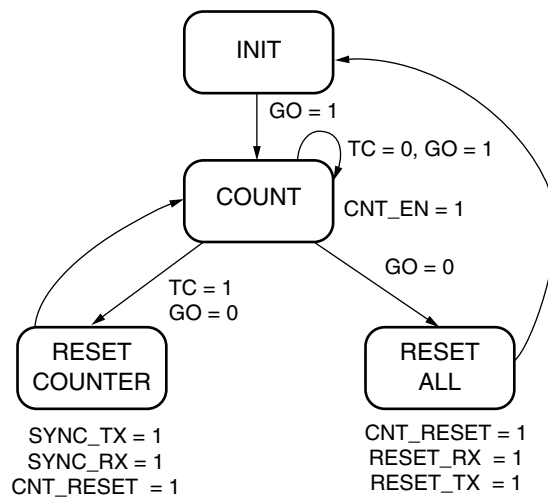 INIT
GO = 1
TC = 0, GO = 1
COUNT
CNT_EN = 1
GO = 0
TC = 1
GO = 0
RESET
COUNTER
RESET
ALL
SYNC_TX = 1
SYNC_RX = 1
CNT_RESET = 1
CNT_RESET = 1
RESET_RX = 1
RESET_TX = 1